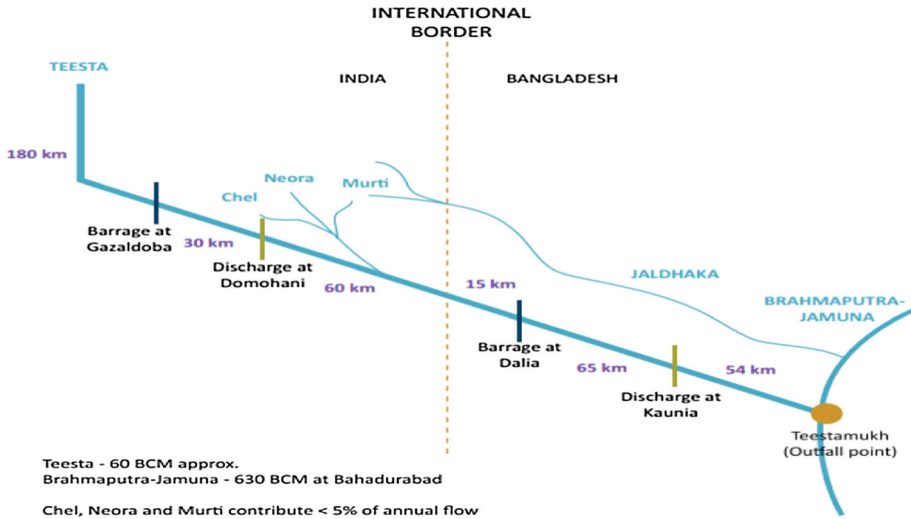 INTERNATIONAL
BORDER
TEESTA
INDIA
BANGLADESH
180 km
Neora
Murti
Chel
Barrage at
Gazaldoba
30 km
Discharge at
Domohani
60 km
15 km
JALDHAKA
BRAHMAPUTRA-
JAMUNA
Barrage at
Dalia
65 km
54 km
Discharge at
Kaunia
Teestamukh
(Outfall point)
Teesta - 60 BCM approx.
Brahmaputra-Jamuna - 630 BCM at Bahadurabad
Chel, Neora and Murti contribute < 5% of annual flow